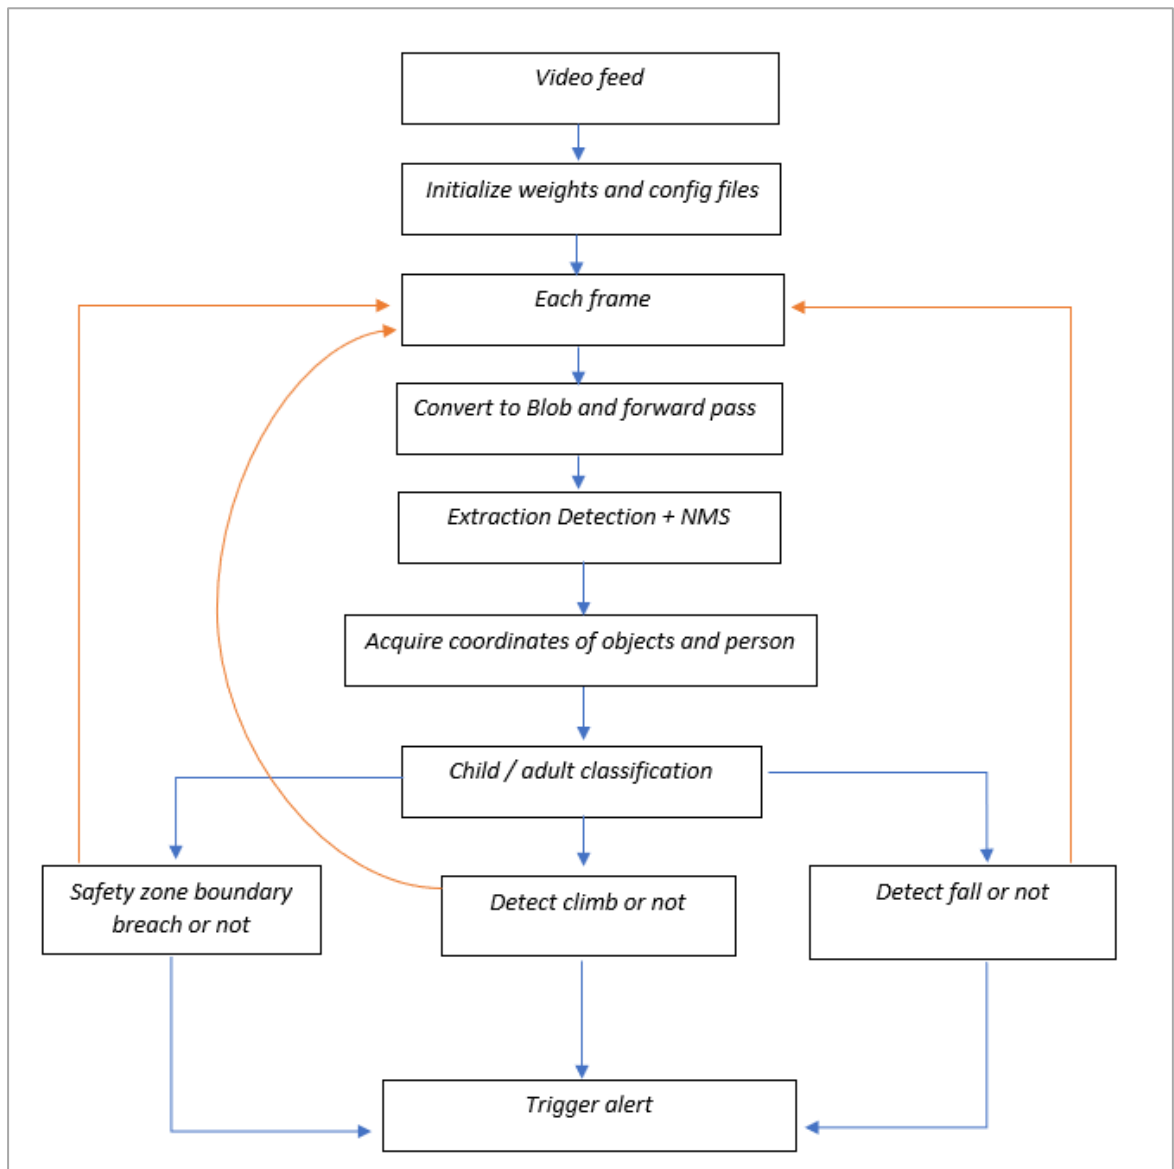 Video feed
Initialize weights and config files
Each frame
Convert to Blob and forward pass
Extraction Detection + NMS
Acquire coordinates of objects and person
Child / adult classification
Safety zone boundary
breach or not
Detect climb or not
Detect fall or not
Trigger alert